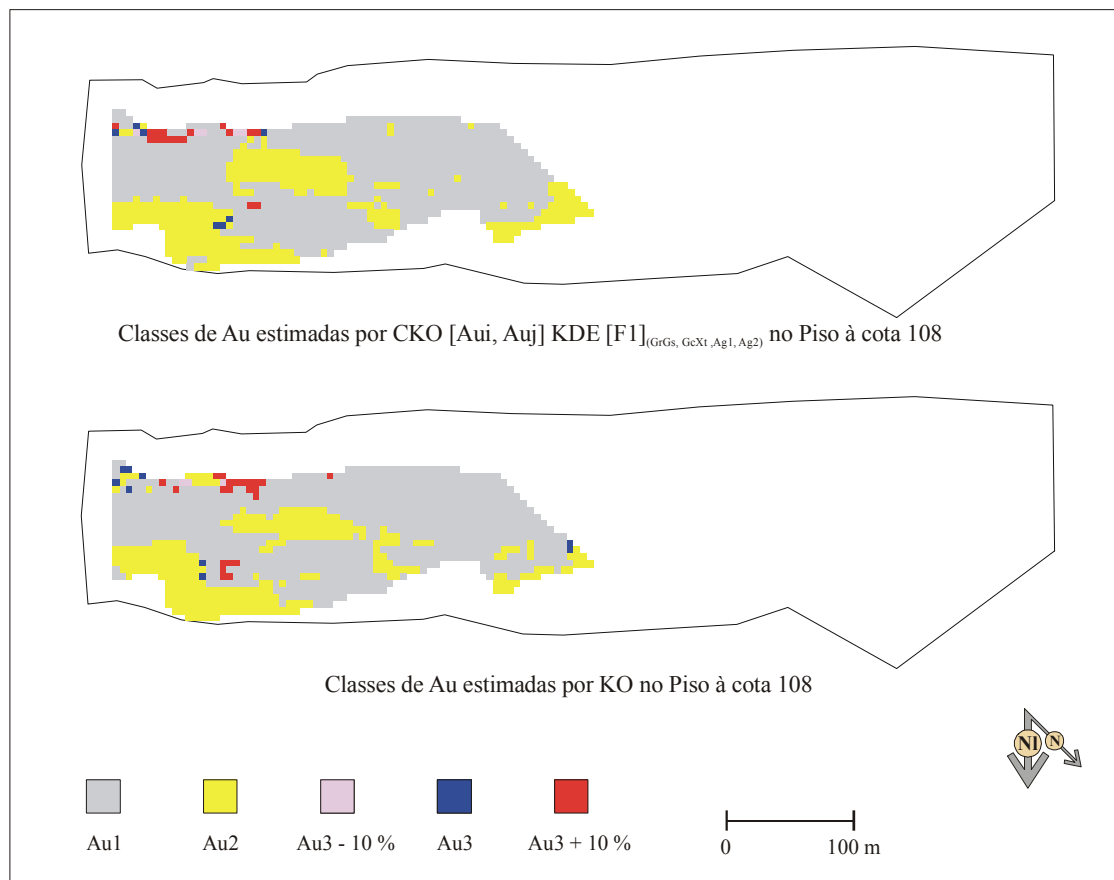 Classes de Au estimadas por CKO [Aui, Auj] KDE [F1](GrGs, GcXt ,Ag1, Ag2) no Piso à cota 108
Classes de Au estimadas por KO no Piso à cota 108
NI N
Au1 Au2 Au3 - 10 % Au3 Au3 + 10 % 0 100 m